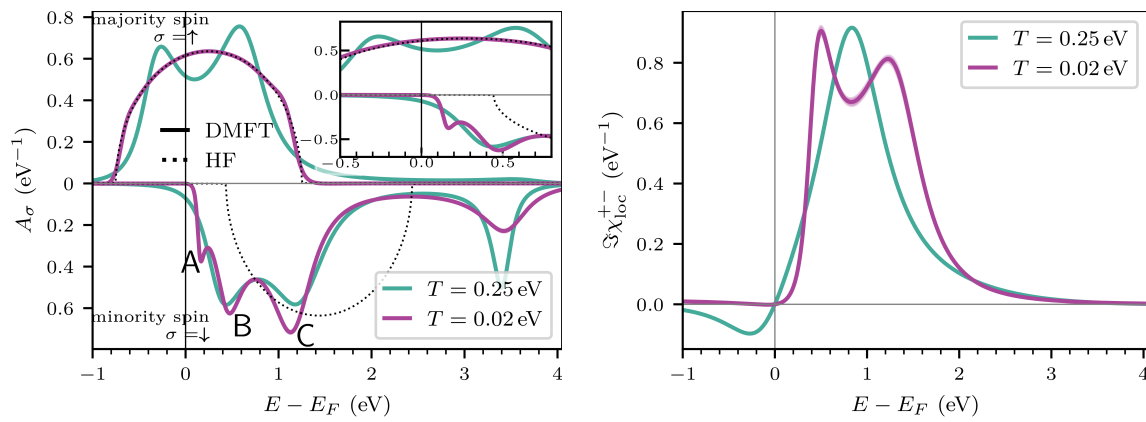 majority spin
σ =↑
DMFT
HF
0.8
0.6
0.4
0.2
0
0.2
0.4
0.6
A_σ (eV⁻¹)
0.5
0.0
−0.5
−0.5 0.0 0.5
A
B
C
minority spin
σ =↓
T = 0.25 eV
T = 0.02 eV
−1 0 1 2 3 4
E − E_F (eV)
T = 0.25 eV
T = 0.02 eV
0.8
0.6
0.4
0.2
0.0
ℑχ_loc^{+−} (eV⁻¹)
−1 0 1 2 3 4
E − E_F (eV)